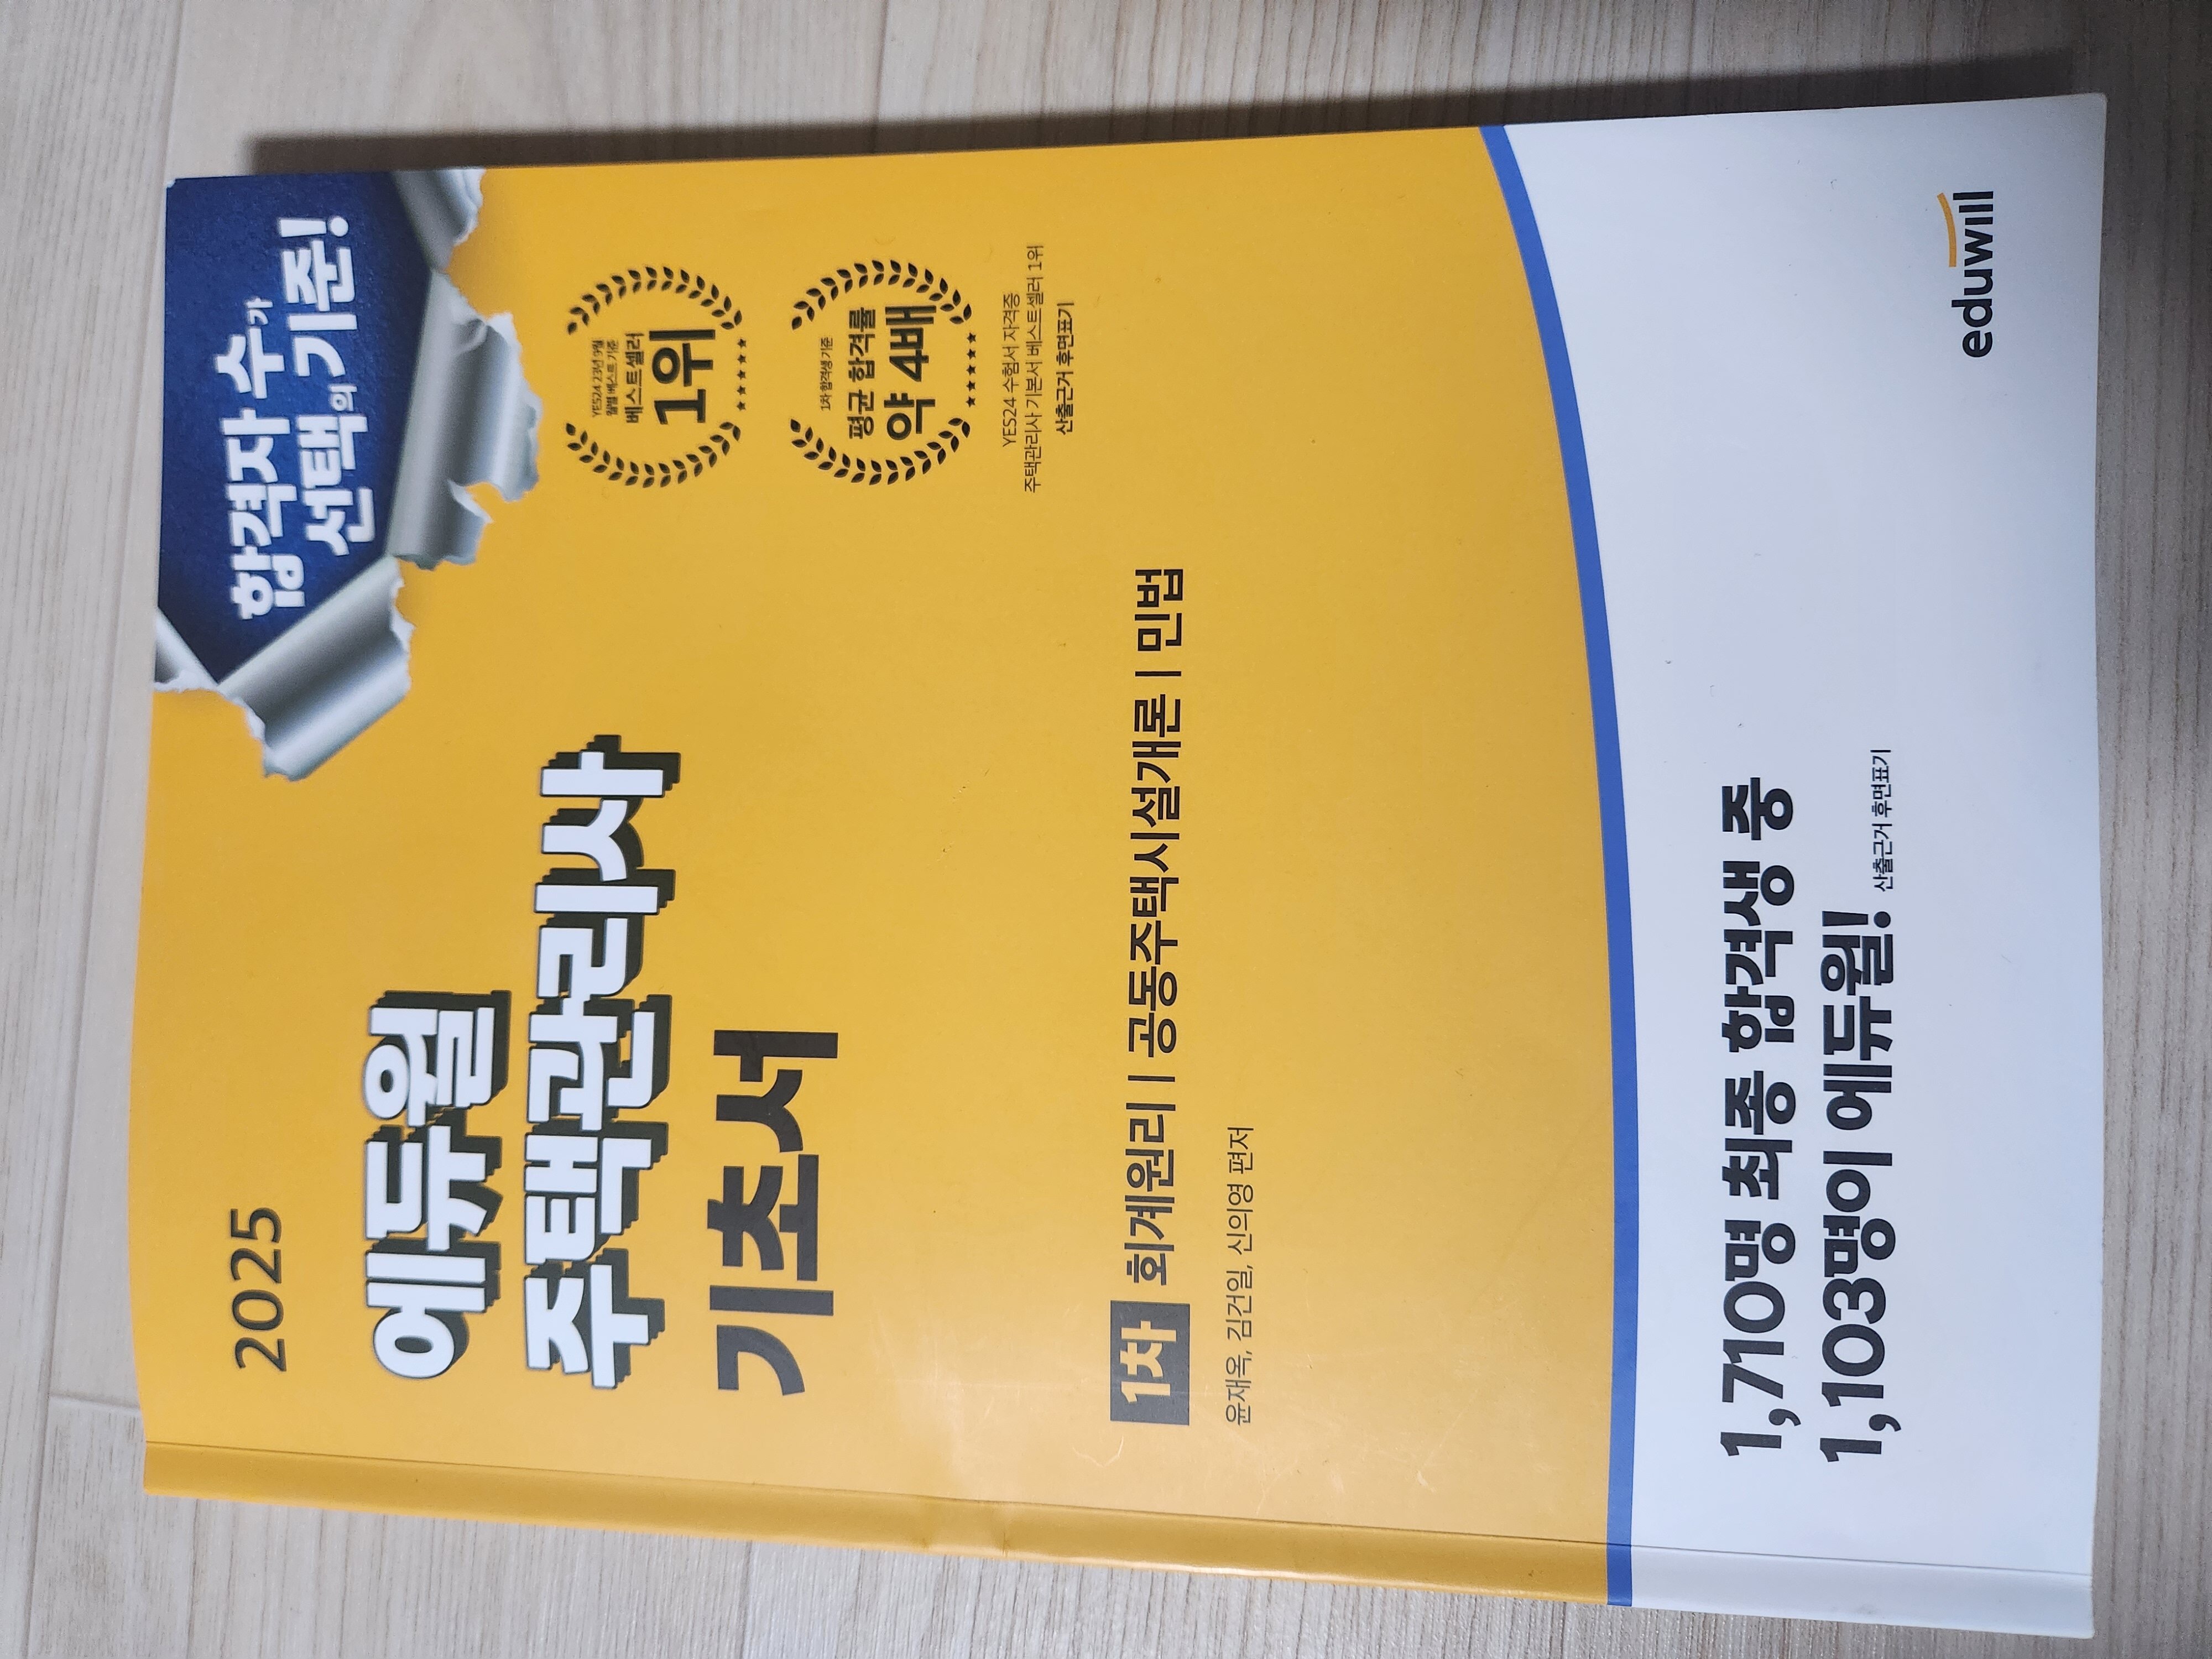 합격자 수가
선택의 기준!
2025
에듀윌
주택관리사
기초서
YES24 23년 9월
월별 베스트 기준
베스트셀러
1위
★★★★★
1차 합격생 기준
평균 합격률
약 4배
★★★★★
YES24 수험서 자격증
주택관리사 기본서 베스트셀러 1위
산출근거 후면표기
1차 회계원리 | 공동주택시설개론 | 민법
윤재옥, 김건일, 신의영 편저
1,710명 최종 합격생 중
1,103명이 에듀윌! 산출근거 후면표기
eduwill